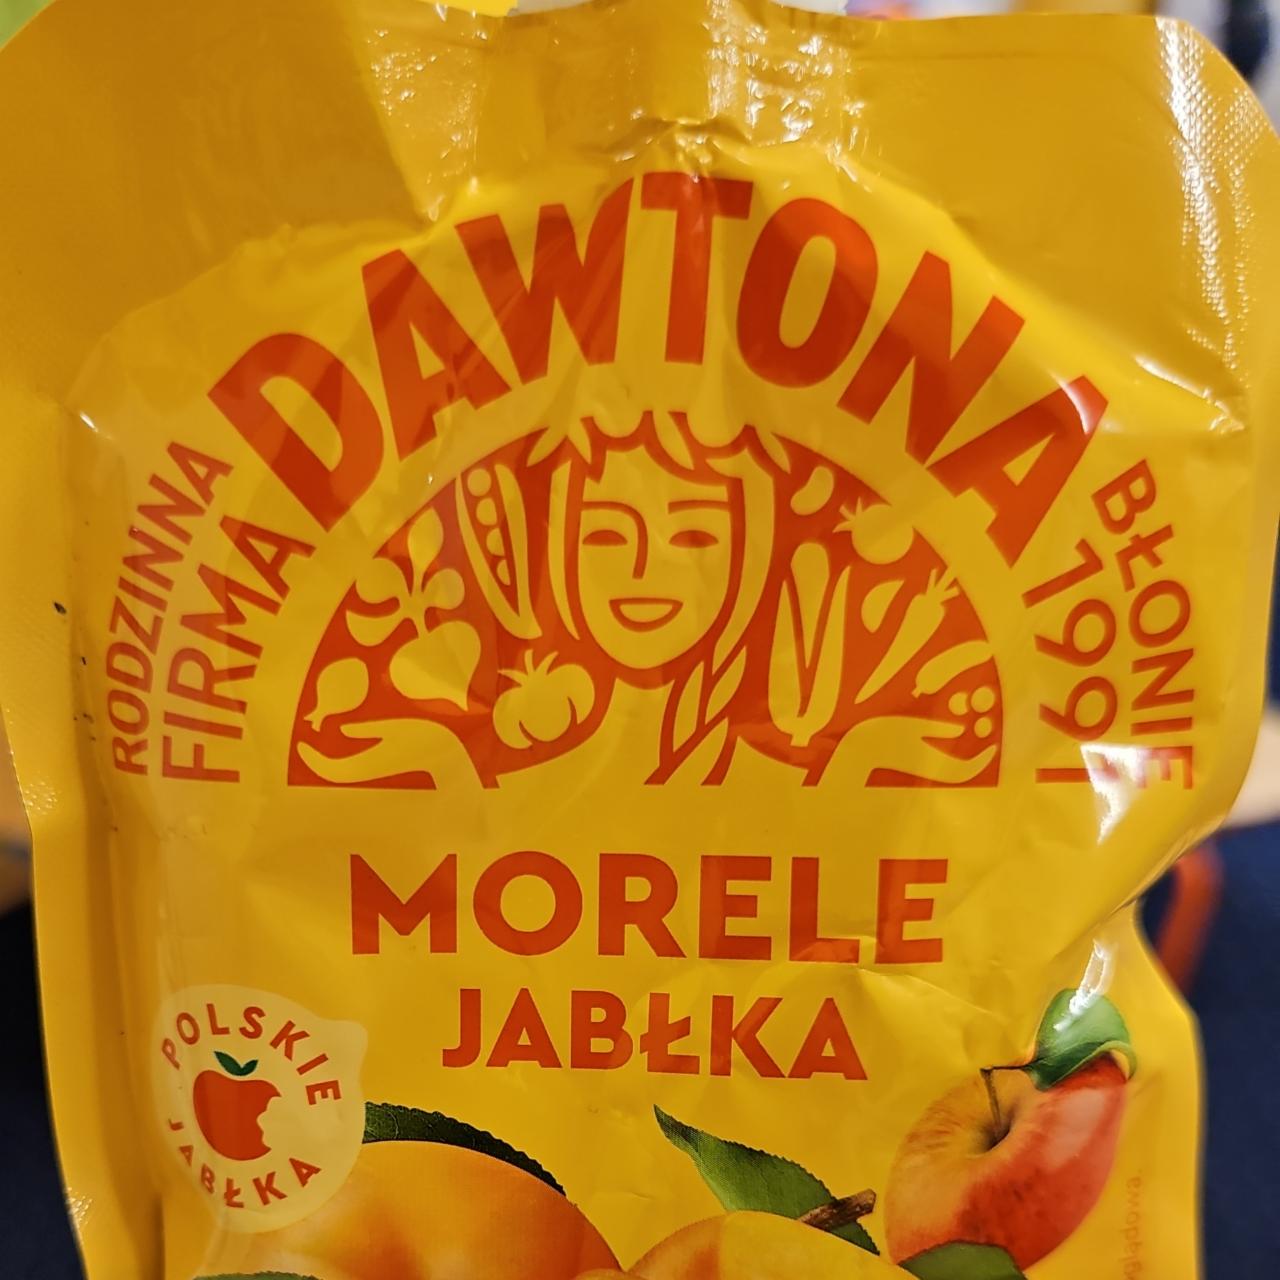 DAWTONA
RODZINNA
FIRMA
BŁONIE
1991
MORELE
JABŁKA
POLSKIE
JABŁKA